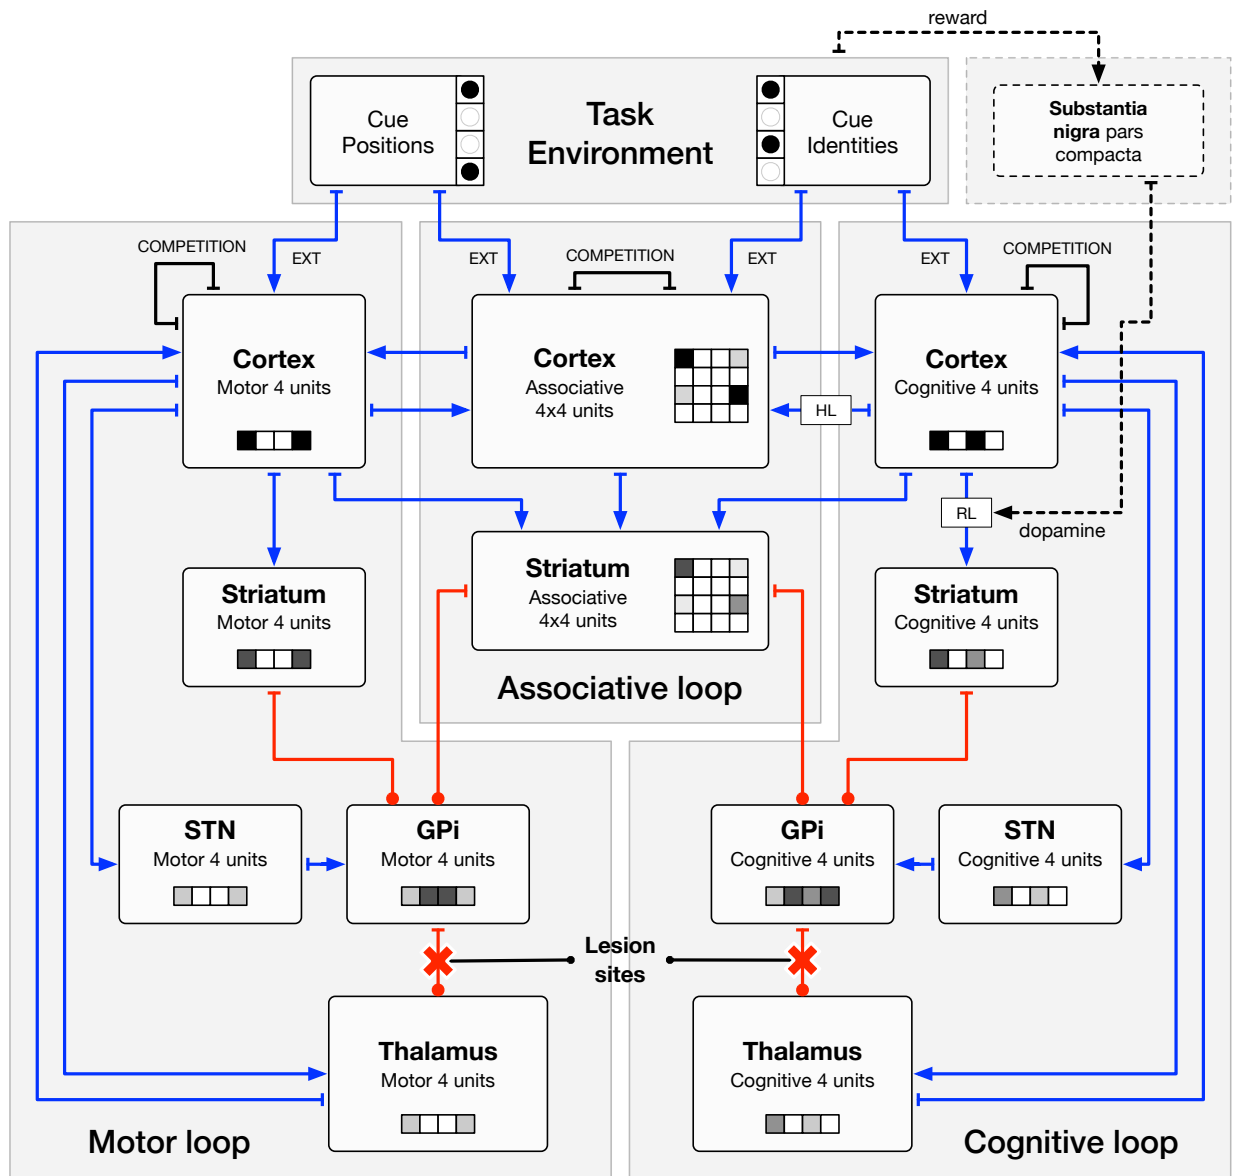 reward
Cue
Positions
Task
Environment
Cue
Identities
Substantia
nigra pars
compacta
COMPETITION
EXT
EXT
COMPETITION
EXT
EXT
COMPETITION
Cortex
Motor 4 units
Cortex
Associative
4x4 units
HL
Cortex
Cognitive 4 units
RL
dopamine
Striatum
Motor 4 units
Striatum
Associative
4x4 units
Striatum
Cognitive 4 units
Associative loop
STN
Motor 4 units
GPi
Motor 4 units
GPi
Cognitive 4 units
STN
Cognitive 4 units
Lesion
sites
Thalamus
Motor 4 units
Thalamus
Cognitive 4 units
Motor loop
Cognitive loop